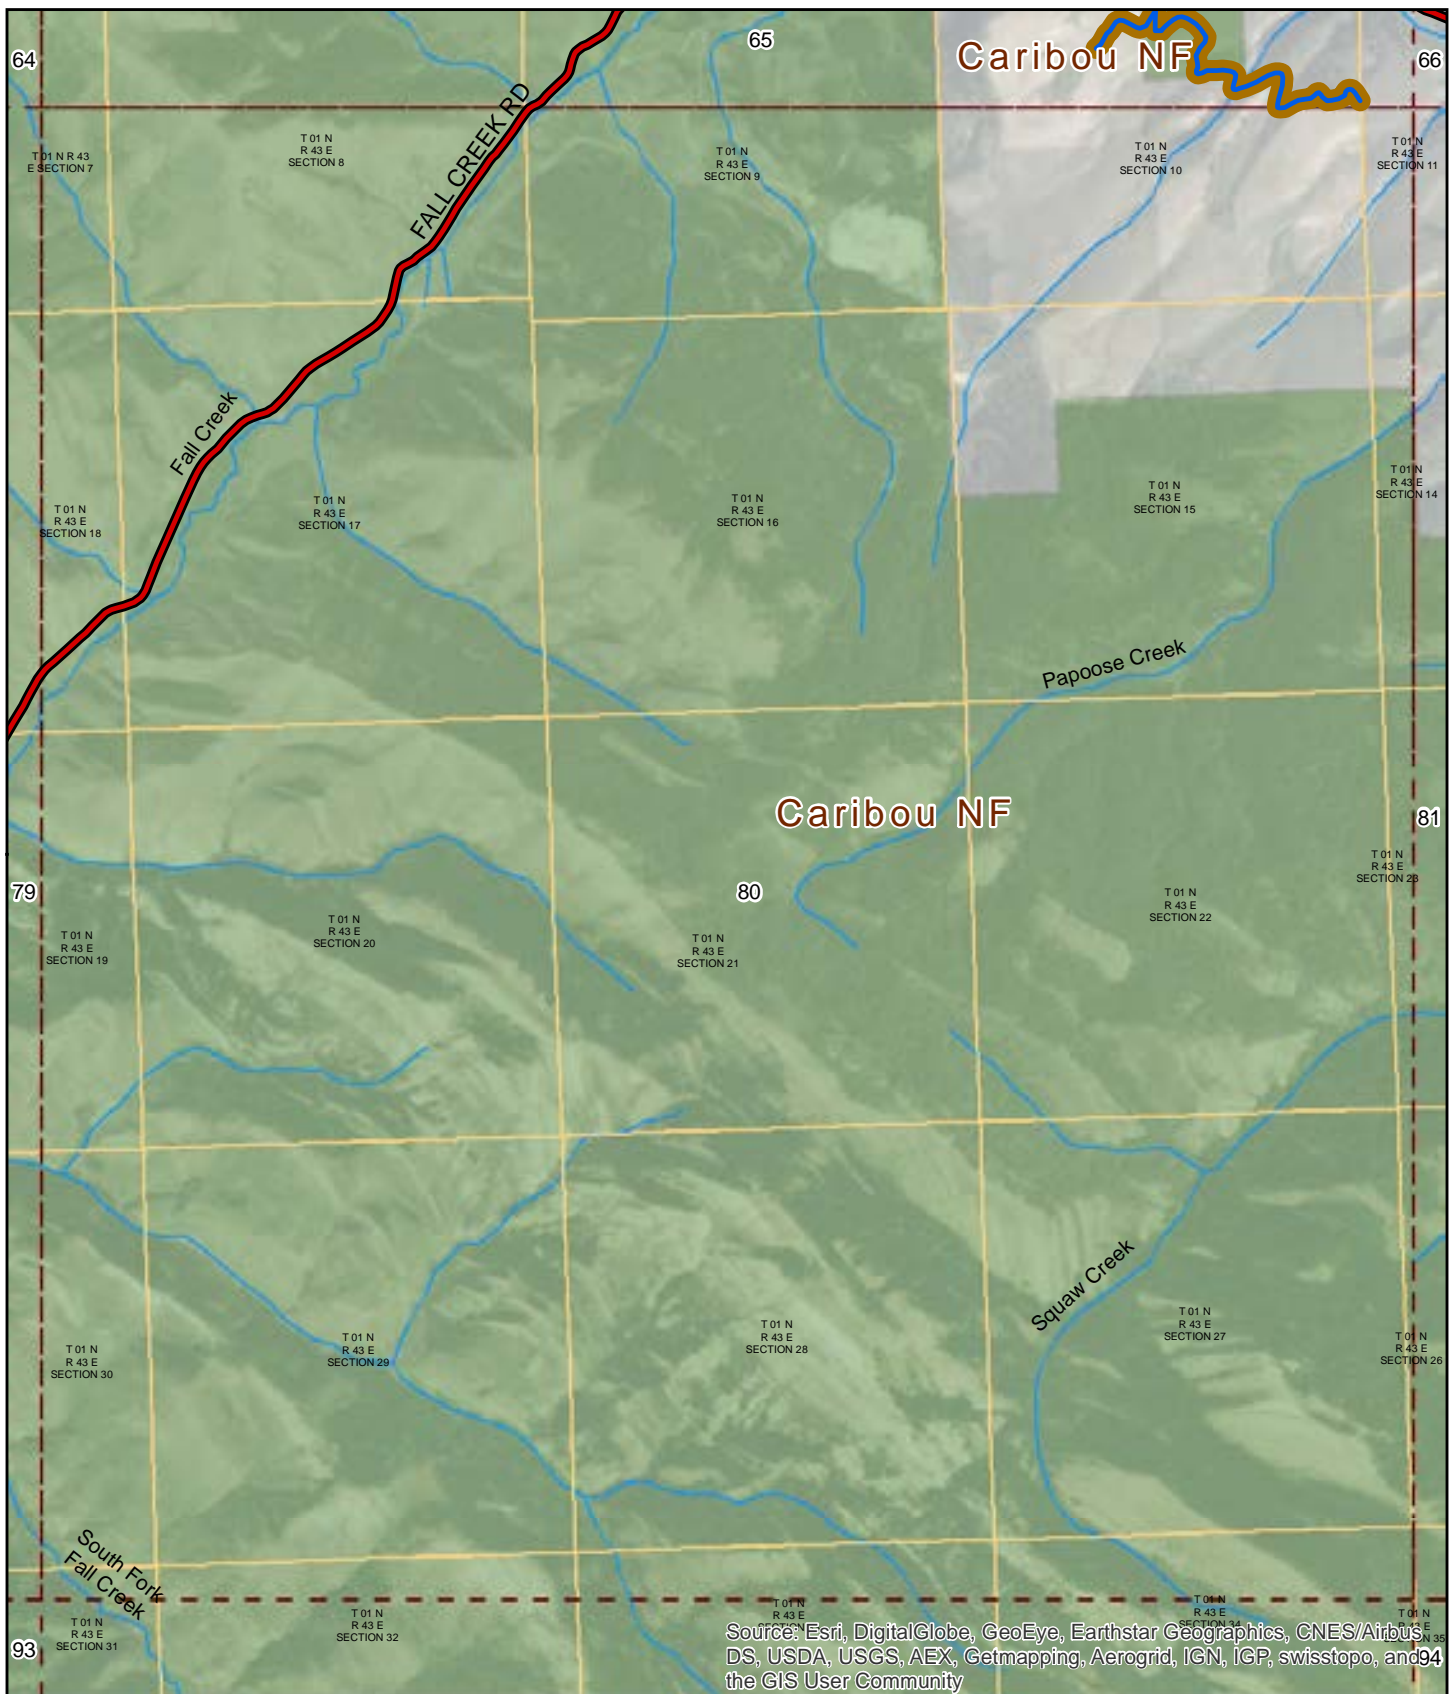 64
65
66
Caribou NF
FALL CREEK RD
T 01 N R 43
E SECTION 7
T 01 N
R 43 E
SECTION 8
T 01 N
R 43 E
SECTION 9
T 01 N
R 43 E
SECTION 10
T 01 N
R 43 E
SECTION 11
Fall Creek
T 01 N
R 43 E
SECTION 18
T 01 N
R 43 E
SECTION 17
T 01 N
R 43 E
SECTION 16
T 01 N
R 43 E
SECTION 15
T 01 N
R 43 E
SECTION 14
Papoose Creek
Caribou NF
79
80
81
T 01 N
R 43 E
SECTION 19
T 01 N
R 43 E
SECTION 20
T 01 N
R 43 E
SECTION 21
T 01 N
R 43 E
SECTION 22
T 01 N
R 43 E
SECTION 23
Squaw Creek
T 01 N
R 43 E
SECTION 30
T 01 N
R 43 E
SECTION 29
T 01 N
R 43 E
SECTION 28
T 01 N
R 43 E
SECTION 27
T 01 N
R 43 E
SECTION 26
South Fork
Fall Creek
T 01 N
R 43 E
SECTION 31
T 01 N
R 43 E
SECTION 32
T 01 N
R 43 E
T 01 N
R 43 E
SECTION 34
T 01 N
35
93
94
Source: Esri, DigitalGlobe, GeoEye, Earthstar Geographics, CNES/Airbus
DS, USDA, USGS, AEX, Getmapping, Aerogrid, IGN, IGP, swisstopo, and
the GIS User Community